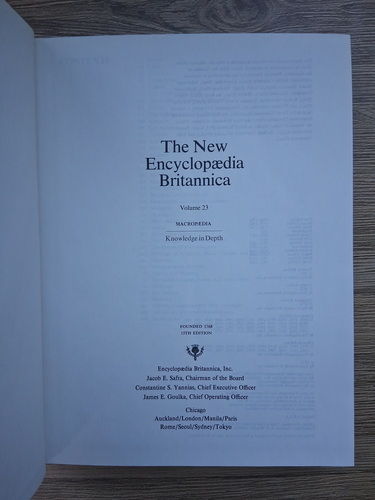 The New
Encyclopædia
Britannica
Volume 23
MACROPÆDIA
Knowledge in Depth
FOUNDED 1768
15TH EDITION
Encyclopædia Britannica, Inc.
Jacob E. Safra, Chairman of the Board
Constantine S. Yannias, Chief Executive Officer
James E. Goulka, Chief Operating Officer
Chicago
Auckland/London/Manila/Paris
Rome/Seoul/Sydney/Tokyo